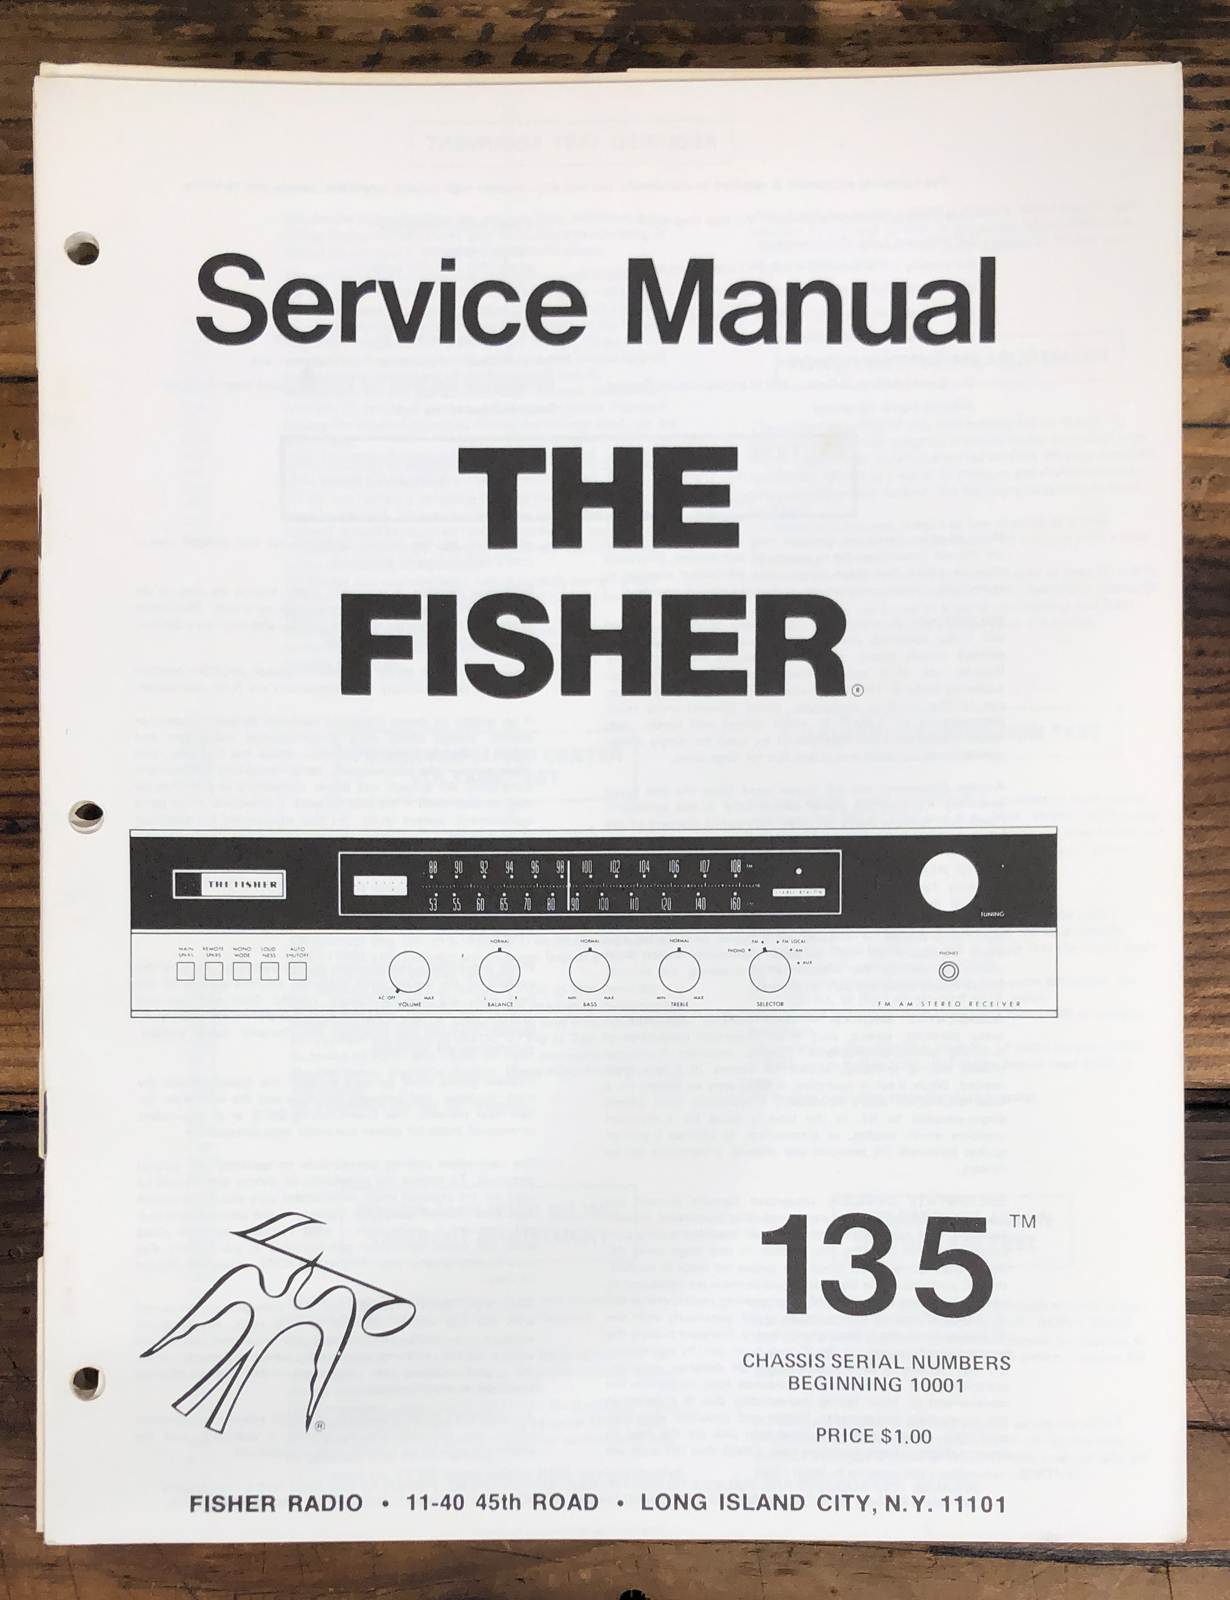 Service Manual
THE
FISHER®
THE FISHER
88 90 92 94 96 98 100 102 104 106 107 108 FM
53 55 60 65 70 80 90 100 110 120 140 160
TUNING
MAIN SPKRS
REMOTE SPKRS
MONO MODE
LOUD NESS
AUTO SHUTOFF
AC OFF MAX
VOLUME
NORMAL
L R
BALANCE
NORMAL
MIN MAX
BASS
NORMAL
MIN MAX
TREBLE
PHONO FM FM LOCAL AM AUX
SELECTOR
PHONES
FM AM STEREO RECEIVER
135™
CHASSIS SERIAL NUMBERS
BEGINNING 10001
PRICE $1.00
®
FISHER RADIO • 11-40 45th ROAD • LONG ISLAND CITY, N.Y. 11101